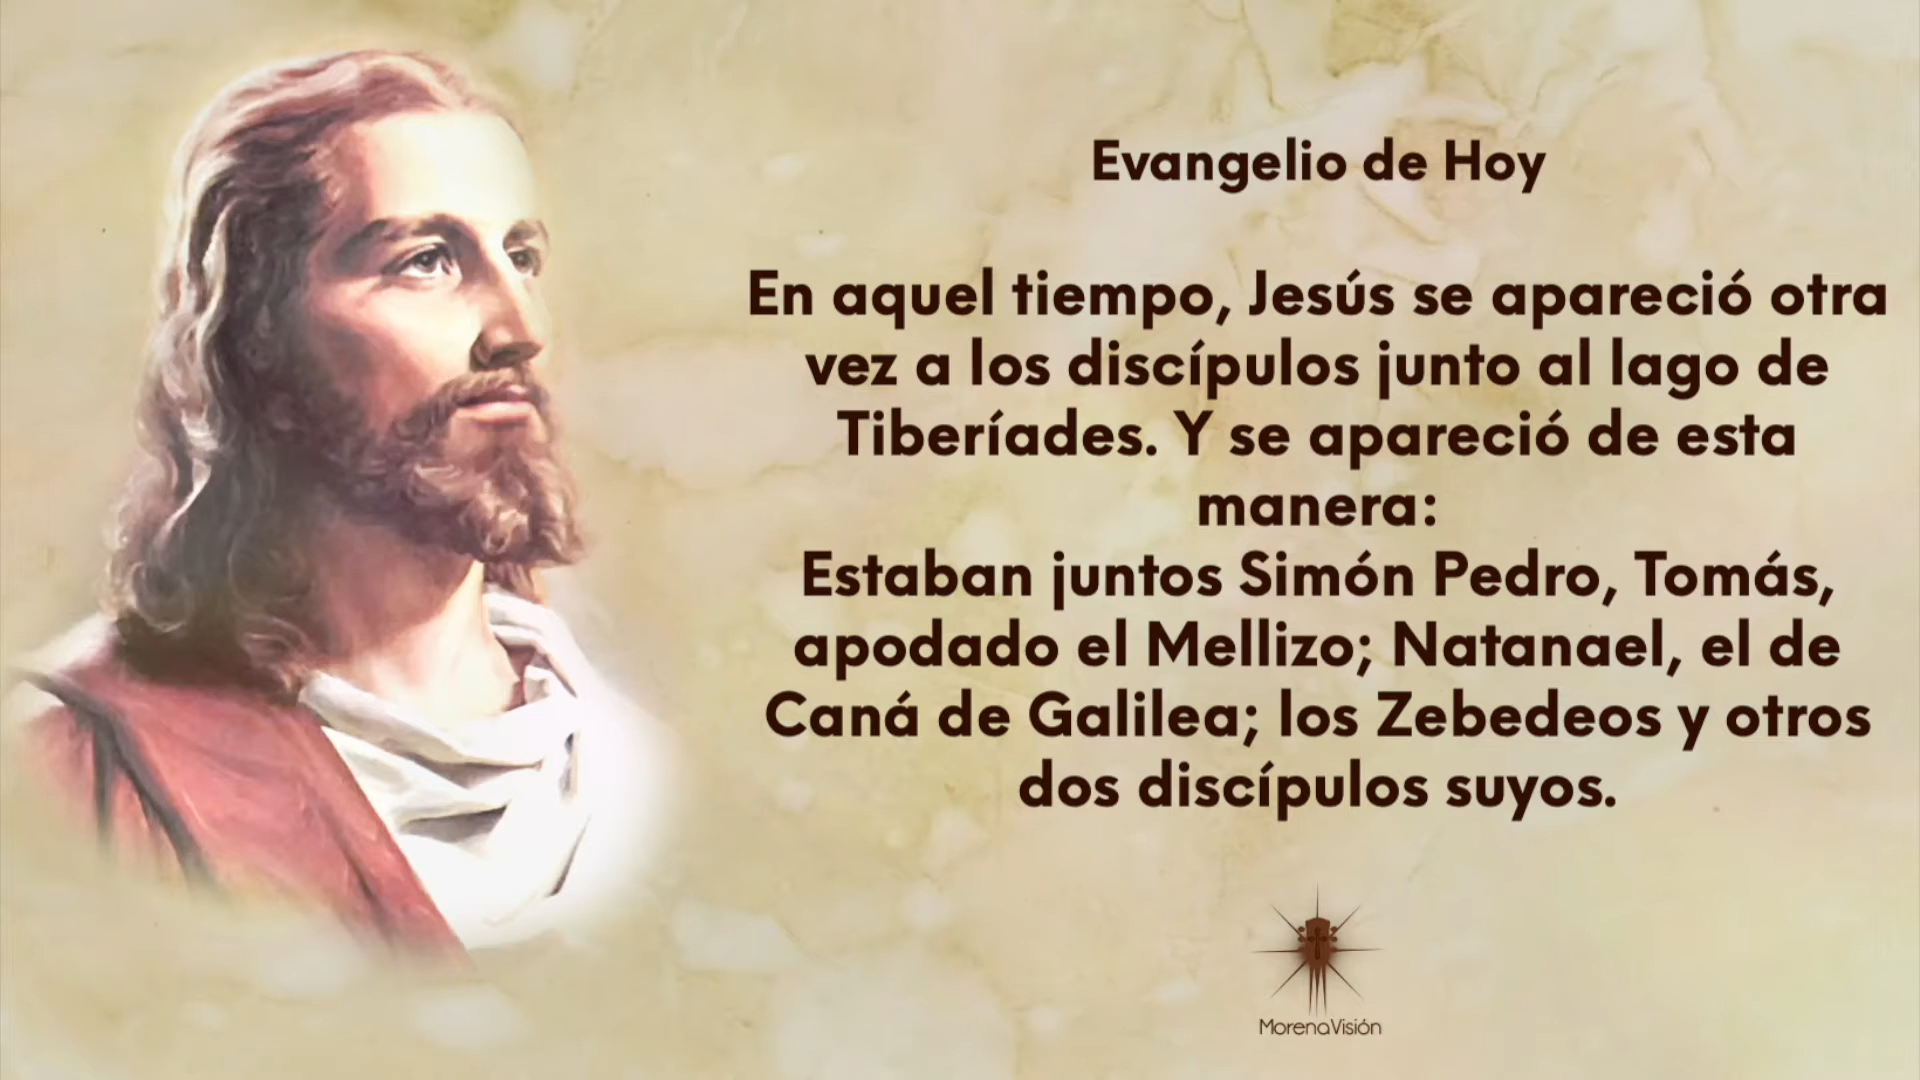 Evangelio de Hoy
En aquel tiempo, Jesús se apareció otra
vez a los discípulos junto al lago de
Tiberíades. Y se apareció de esta
manera:
Estaban juntos Simón Pedro, Tomás,
apodado el Mellizo; Natanael, el de
Caná de Galilea; los Zebedeos y otros
dos discípulos suyos.
MorenaVisión